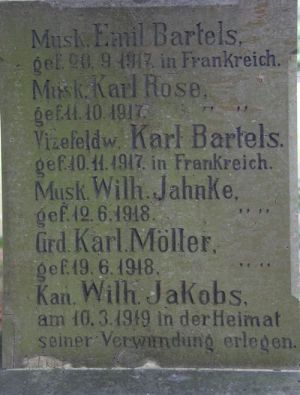 Musk. Emil Bartels,
gef. 20. 9. 1917. in Frankreich.
Musk. Karl Rose,
gef. 11. 10. 1917. " "
Vizefeldw. Karl Bartels.
gef. 10. 11. 1917. in Frankreich.
Musk. Wilh. Jahnke,
gef. 12. 6. 1918. " "
Grd. Karl Möller,
gef. 19. 6. 1918. " "
Kan. Wilh. Jakobs,
am 10. 3. 1919 in der Heimat
seiner Verwundung erlegen.